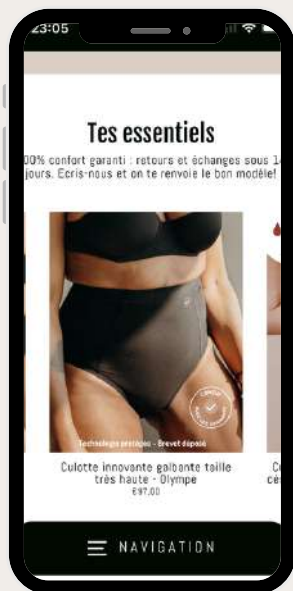 23:05
Tes essentiels
00% confort garanti : retours et échanges sous 1
jours. Ecris-nous et on te renvoie le bon modèle!
Technologie protégée - Brevet déposé
Culotte innovante galbante taille
très haute - Olympe
€97,00
NAVIGATION